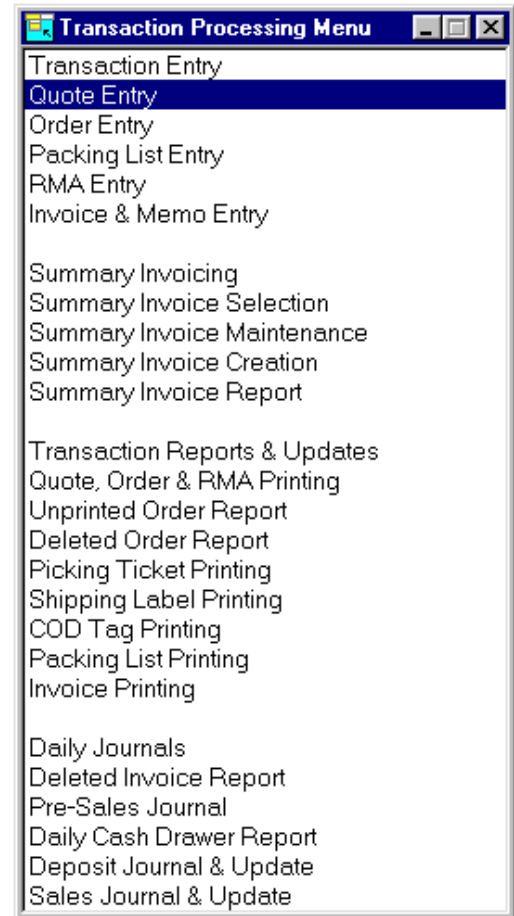 Transaction Processing Menu
Transaction Entry
Quote Entry
Order Entry
Packing List Entry
RMA Entry
Invoice & Memo Entry
Summary Invoicing
Summary Invoice Selection
Summary Invoice Maintenance
Summary Invoice Creation
Summary Invoice Report
Transaction Reports & Updates
Quote, Order & RMA Printing
Unprinted Order Report
Deleted Order Report
Picking Ticket Printing
Shipping Label Printing
COD Tag Printing
Packing List Printing
Invoice Printing
Daily Journals
Deleted Invoice Report
Pre-Sales Journal
Daily Cash Drawer Report
Deposit Journal & Update
Sales Journal & Update